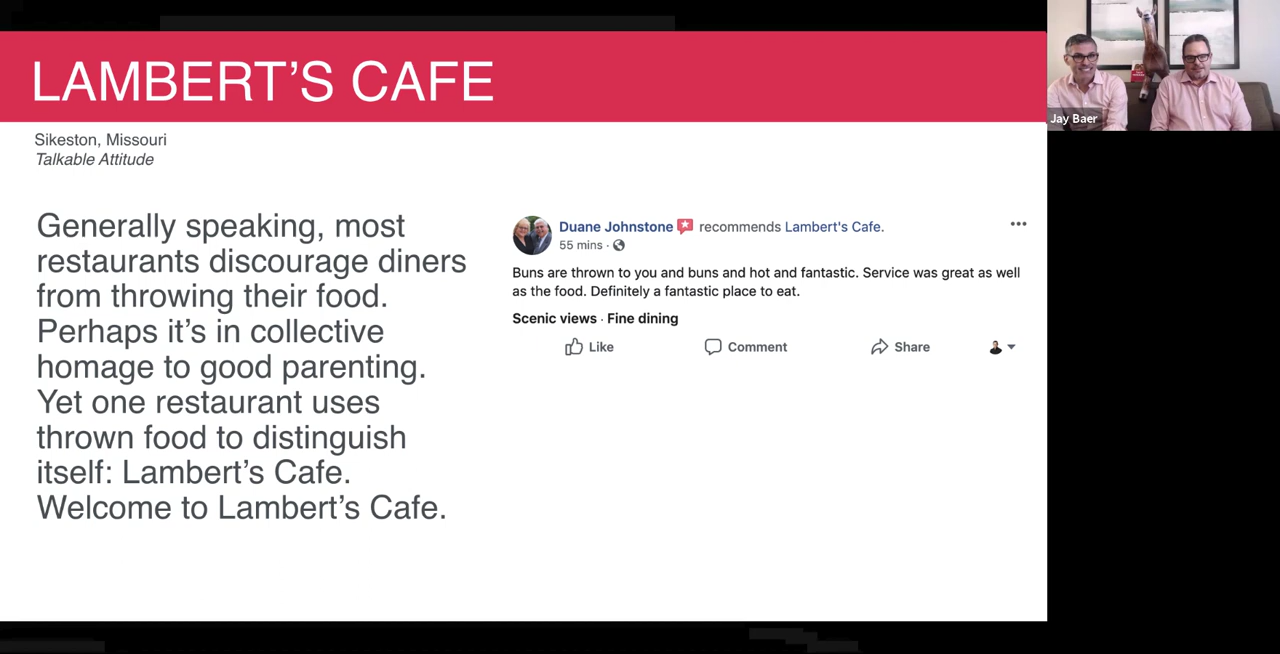 LAMBERT’S CAFE
Sikeston, Missouri
Talkable Attitude
Generally speaking, most
restaurants discourage diners
from throwing their food.
Perhaps it’s in collective
homage to good parenting.
Yet one restaurant uses
thrown food to distinguish
itself: Lambert’s Cafe.
Welcome to Lambert’s Cafe.
Duane Johnstone recommends Lambert's Cafe.
55 mins ·
Buns are thrown to you and buns and hot and fantastic. Service was great as well
as the food. Definitely a fantastic place to eat.
Scenic views · Fine dining
Like Comment Share
Jay Baer